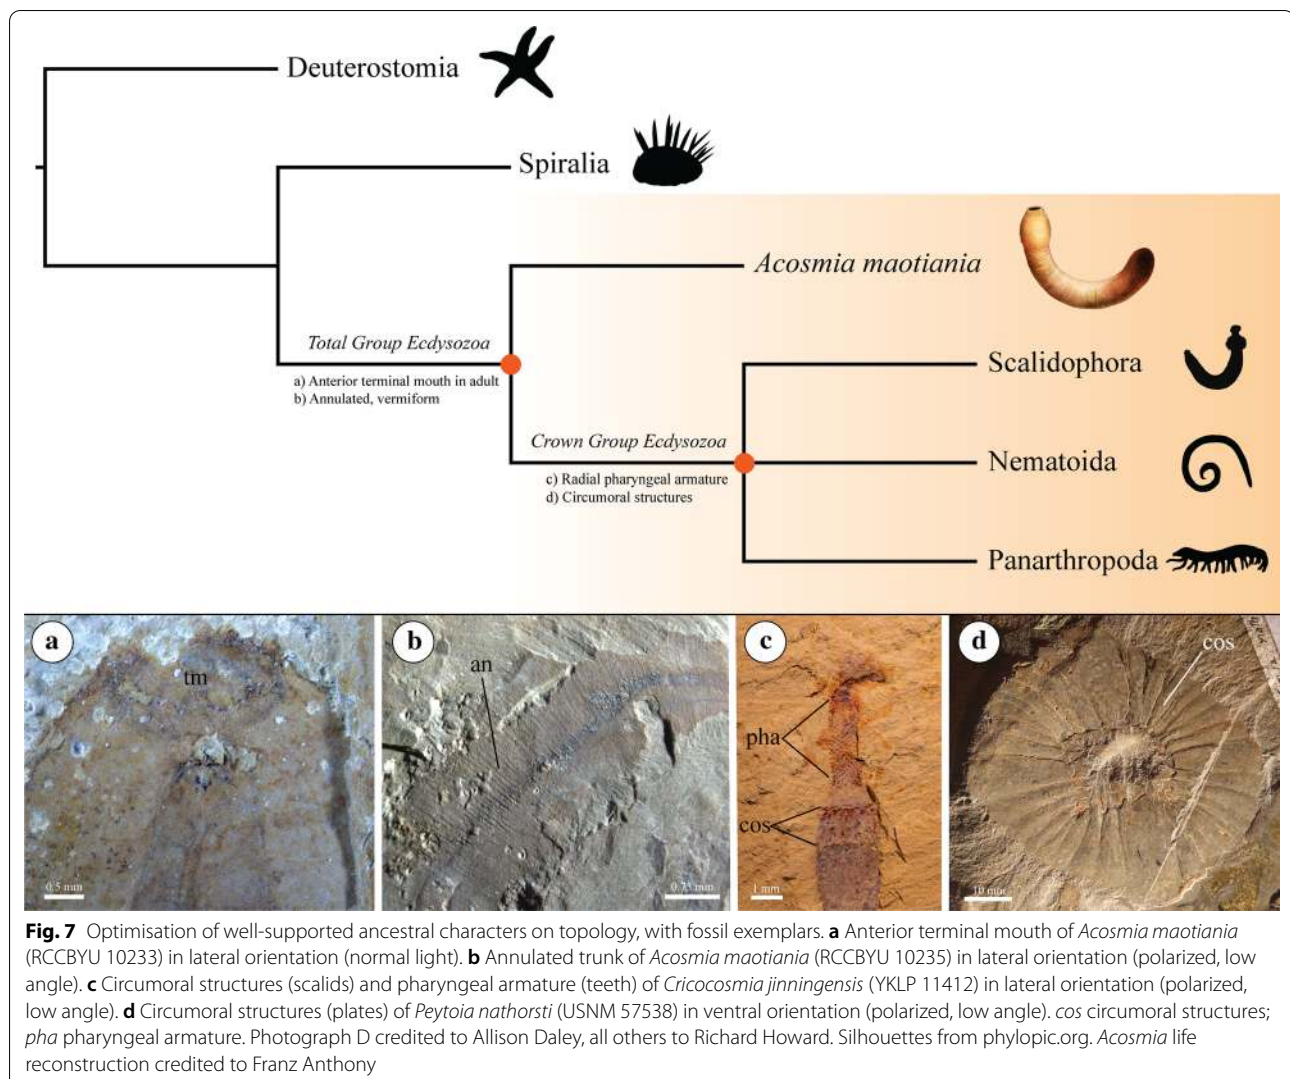 Deuterostomia
Spiralia
Acosmia maotiania
Total Group Ecdysozoa
a) Anterior terminal mouth in adult
b) Annulated, vermiform
Scalidophora
Crown Group Ecdysozoa
c) Radial pharyngeal armature
d) Circumoral structures
Nematoida
Panarthropoda
a
tm
0.5 mm
b
an
0.75 mm
c
pha
cos
1 mm
d
cos
10 mm
Fig. 7 Optimisation of well-supported ancestral characters on topology, with fossil exemplars. a Anterior terminal mouth of Acosmia maotiania
(RCCBYU 10233) in lateral orientation (normal light). b Annulated trunk of Acosmia maotiania (RCCBYU 10235) in lateral orientation (polarized, low
angle). c Circumoral structures (scalids) and pharyngeal armature (teeth) of Cricocosmia jinningensis (YKLP 11412) in lateral orientation (polarized,
low angle). d Circumoral structures (plates) of Peytoia nathorsti (USNM 57538) in ventral orientation (polarized, low angle). cos circumoral structures;
pha pharyngeal armature. Photograph D credited to Allison Daley, all others to Richard Howard. Silhouettes from phylopic.org. Acosmia life
reconstruction credited to Franz Anthony